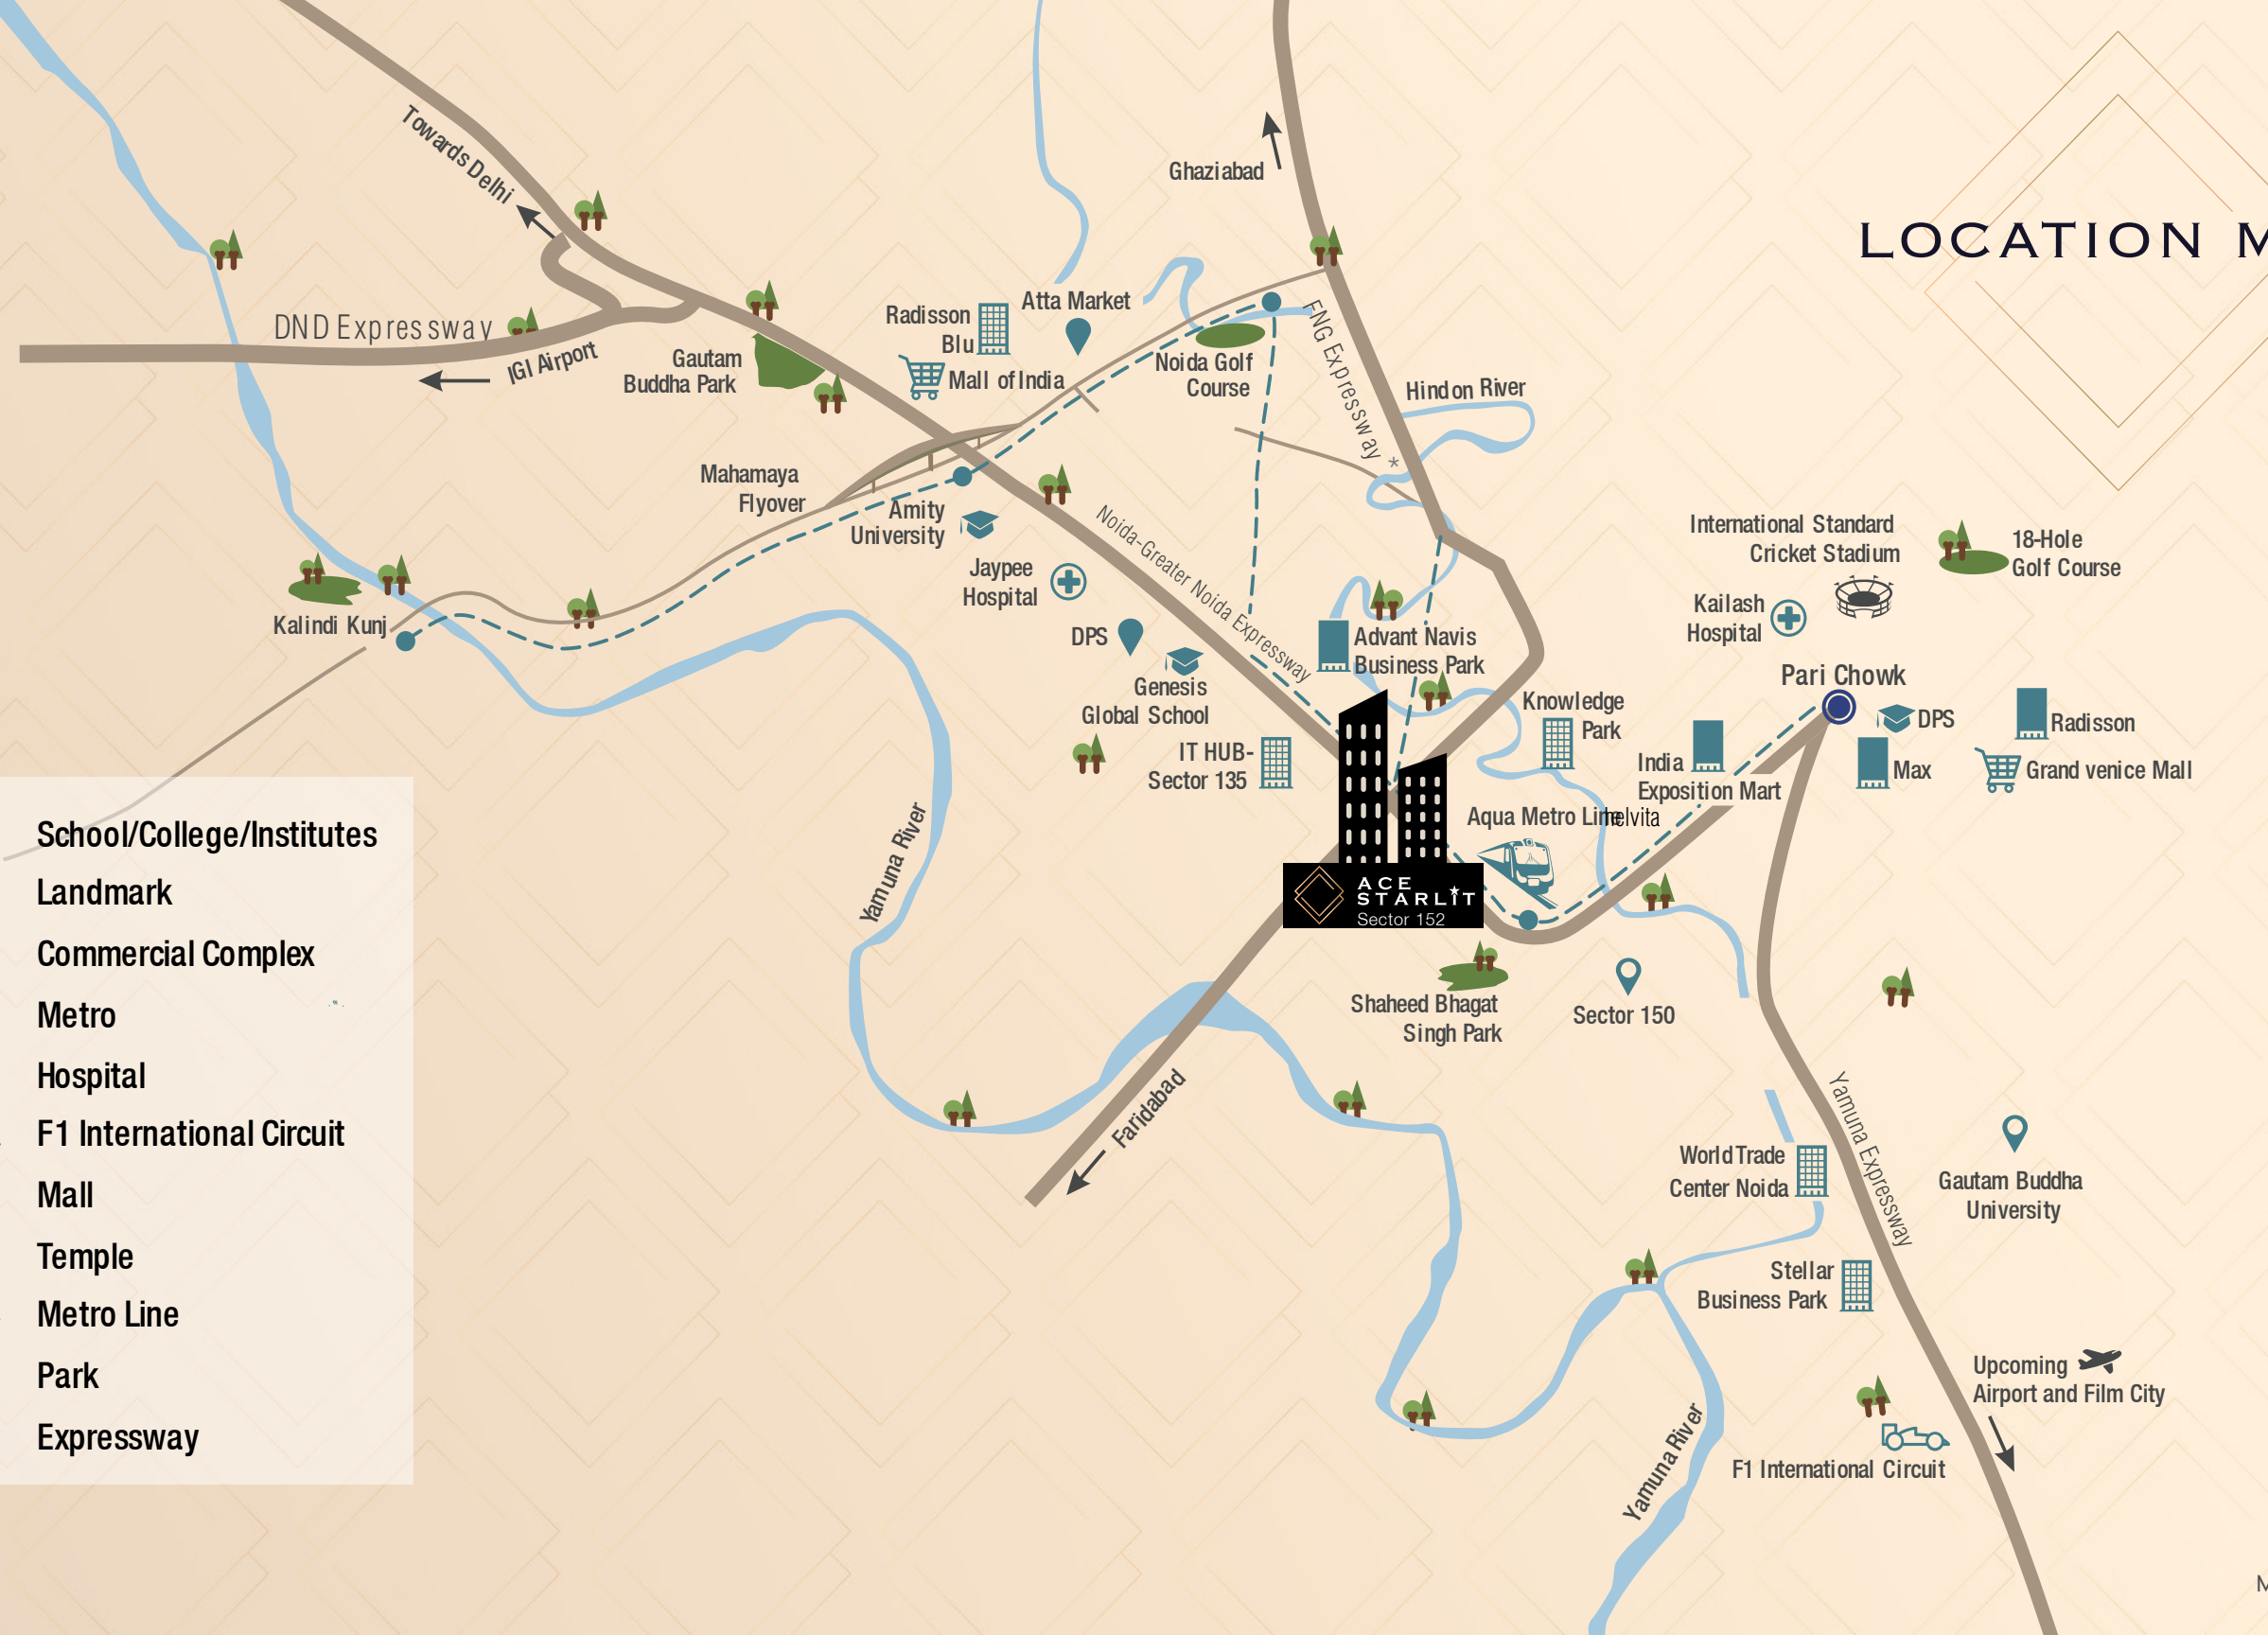 Towards Delhi
Ghaziabad
LOCATION M
DND Expressway
IGI Airport
Radisson
Blu
Atta Market
Mall of India
Gautam
Buddha Park
Noida Golf
Course
FNG Expressway *
Hindon River
Mahamaya
Flyover
Amity
University
Noida-Greater Noida Expressway
Jaypee
Hospital
International Standard
Cricket Stadium
18-Hole
Golf Course
Kailash
Hospital
Kalindi Kunj
DPS
Genesis
Global School
Advant Navis
Business Park
Pari Chowk
Knowledge
Park
DPS
Radisson
IT HUB-
Sector 135
India
Exposition Mart
Max
Grand venice Mall
Aqua Metro Line
helvita
Yamuna River
ACE
STARLIT
Sector 152
Shaheed Bhagat
Singh Park
Sector 150
Faridabad
Yamuna Expressway
World Trade
Center Noida
Gautam Buddha
University
Stellar
Business Park
Upcoming
Airport and Film City
Yamuna River
F1 International Circuit
School/College/Institutes
Landmark
Commercial Complex
Metro
Hospital
F1 International Circuit
Mall
Temple
Metro Line
Park
Expressway
M